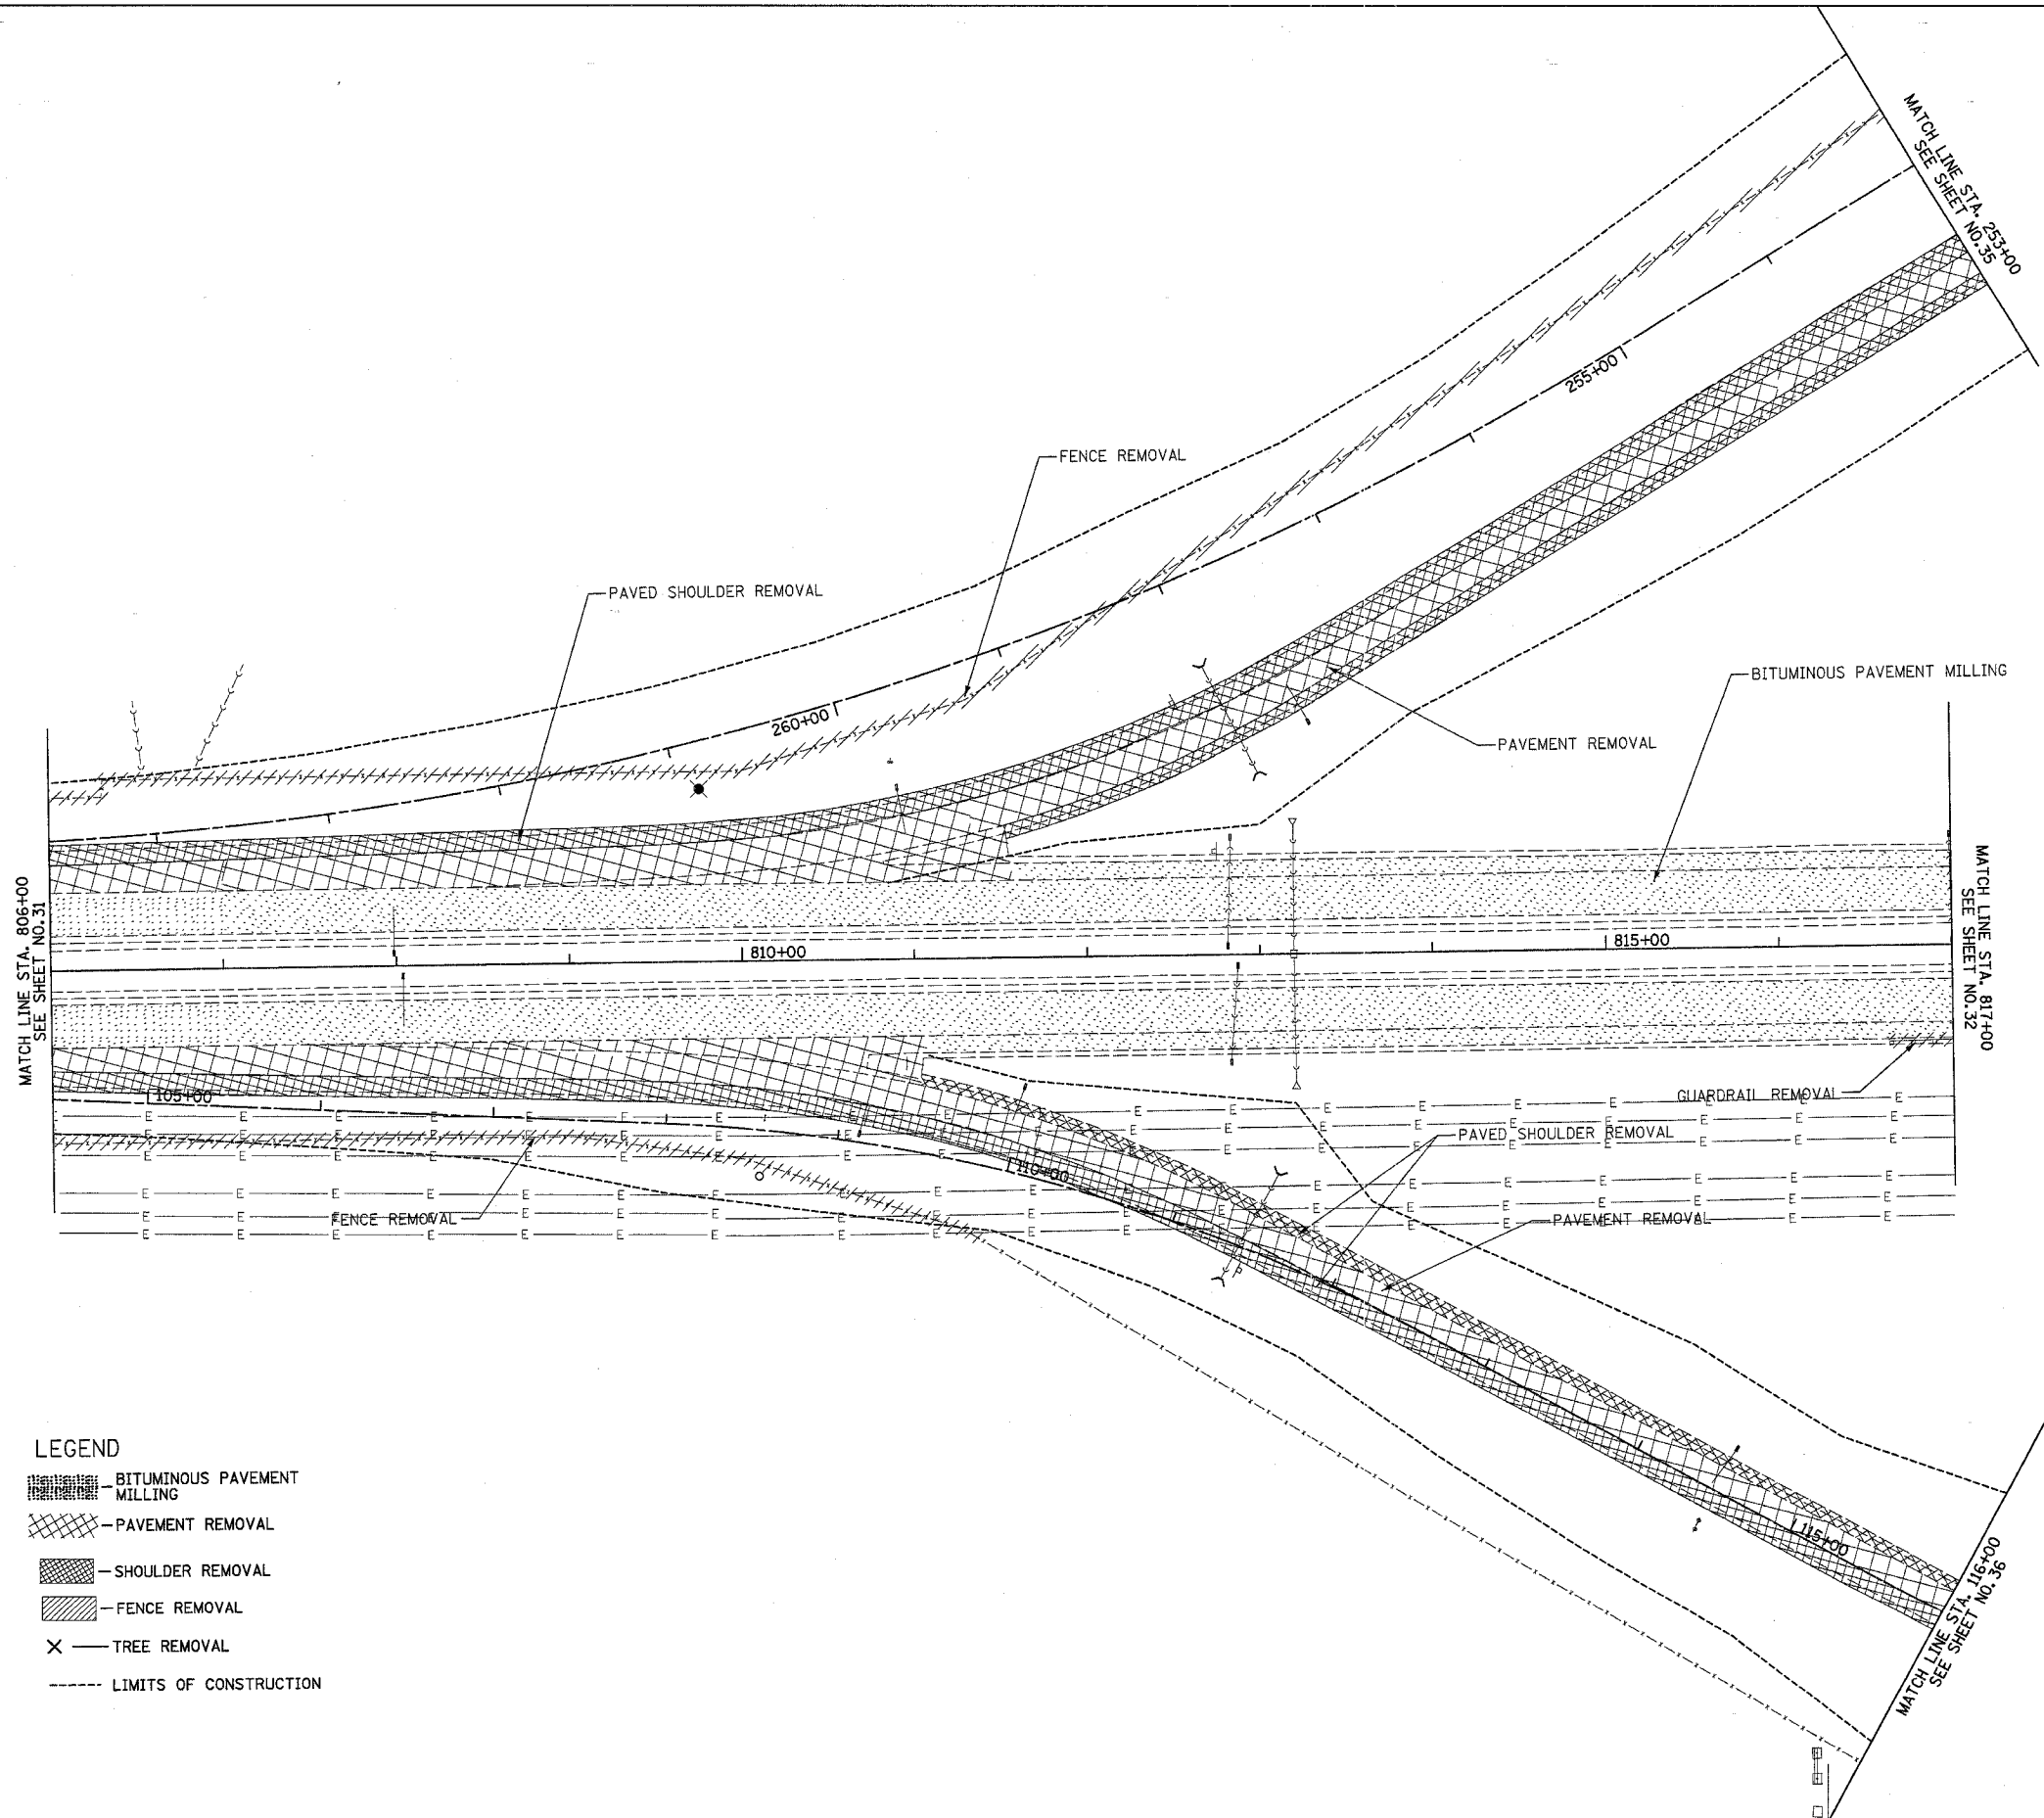 MATCH LINE STA. 253+00
SEE SHEET NO.35
255+00
FENCE REMOVAL
PAVED SHOULDER REMOVAL
BITUMINOUS PAVEMENT MILLING
260+00
PAVEMENT REMOVAL
MATCH LINE STA. 806+00
SEE SHEET NO.31
810+00
815+00
MATCH LINE STA. 817+00
SEE SHEET NO.32
GUARDRAIL REMOVAL
105+00
PAVED SHOULDER REMOVAL
110+00
FENCE REMOVAL
PAVEMENT REMOVAL
115+00
MATCH LINE STA. 116+00
SEE SHEET NO. 36
LEGEND
BITUMINOUS PAVEMENT
MILLING
PAVEMENT REMOVAL
SHOULDER REMOVAL
FENCE REMOVAL
TREE REMOVAL
LIMITS OF CONSTRUCTION